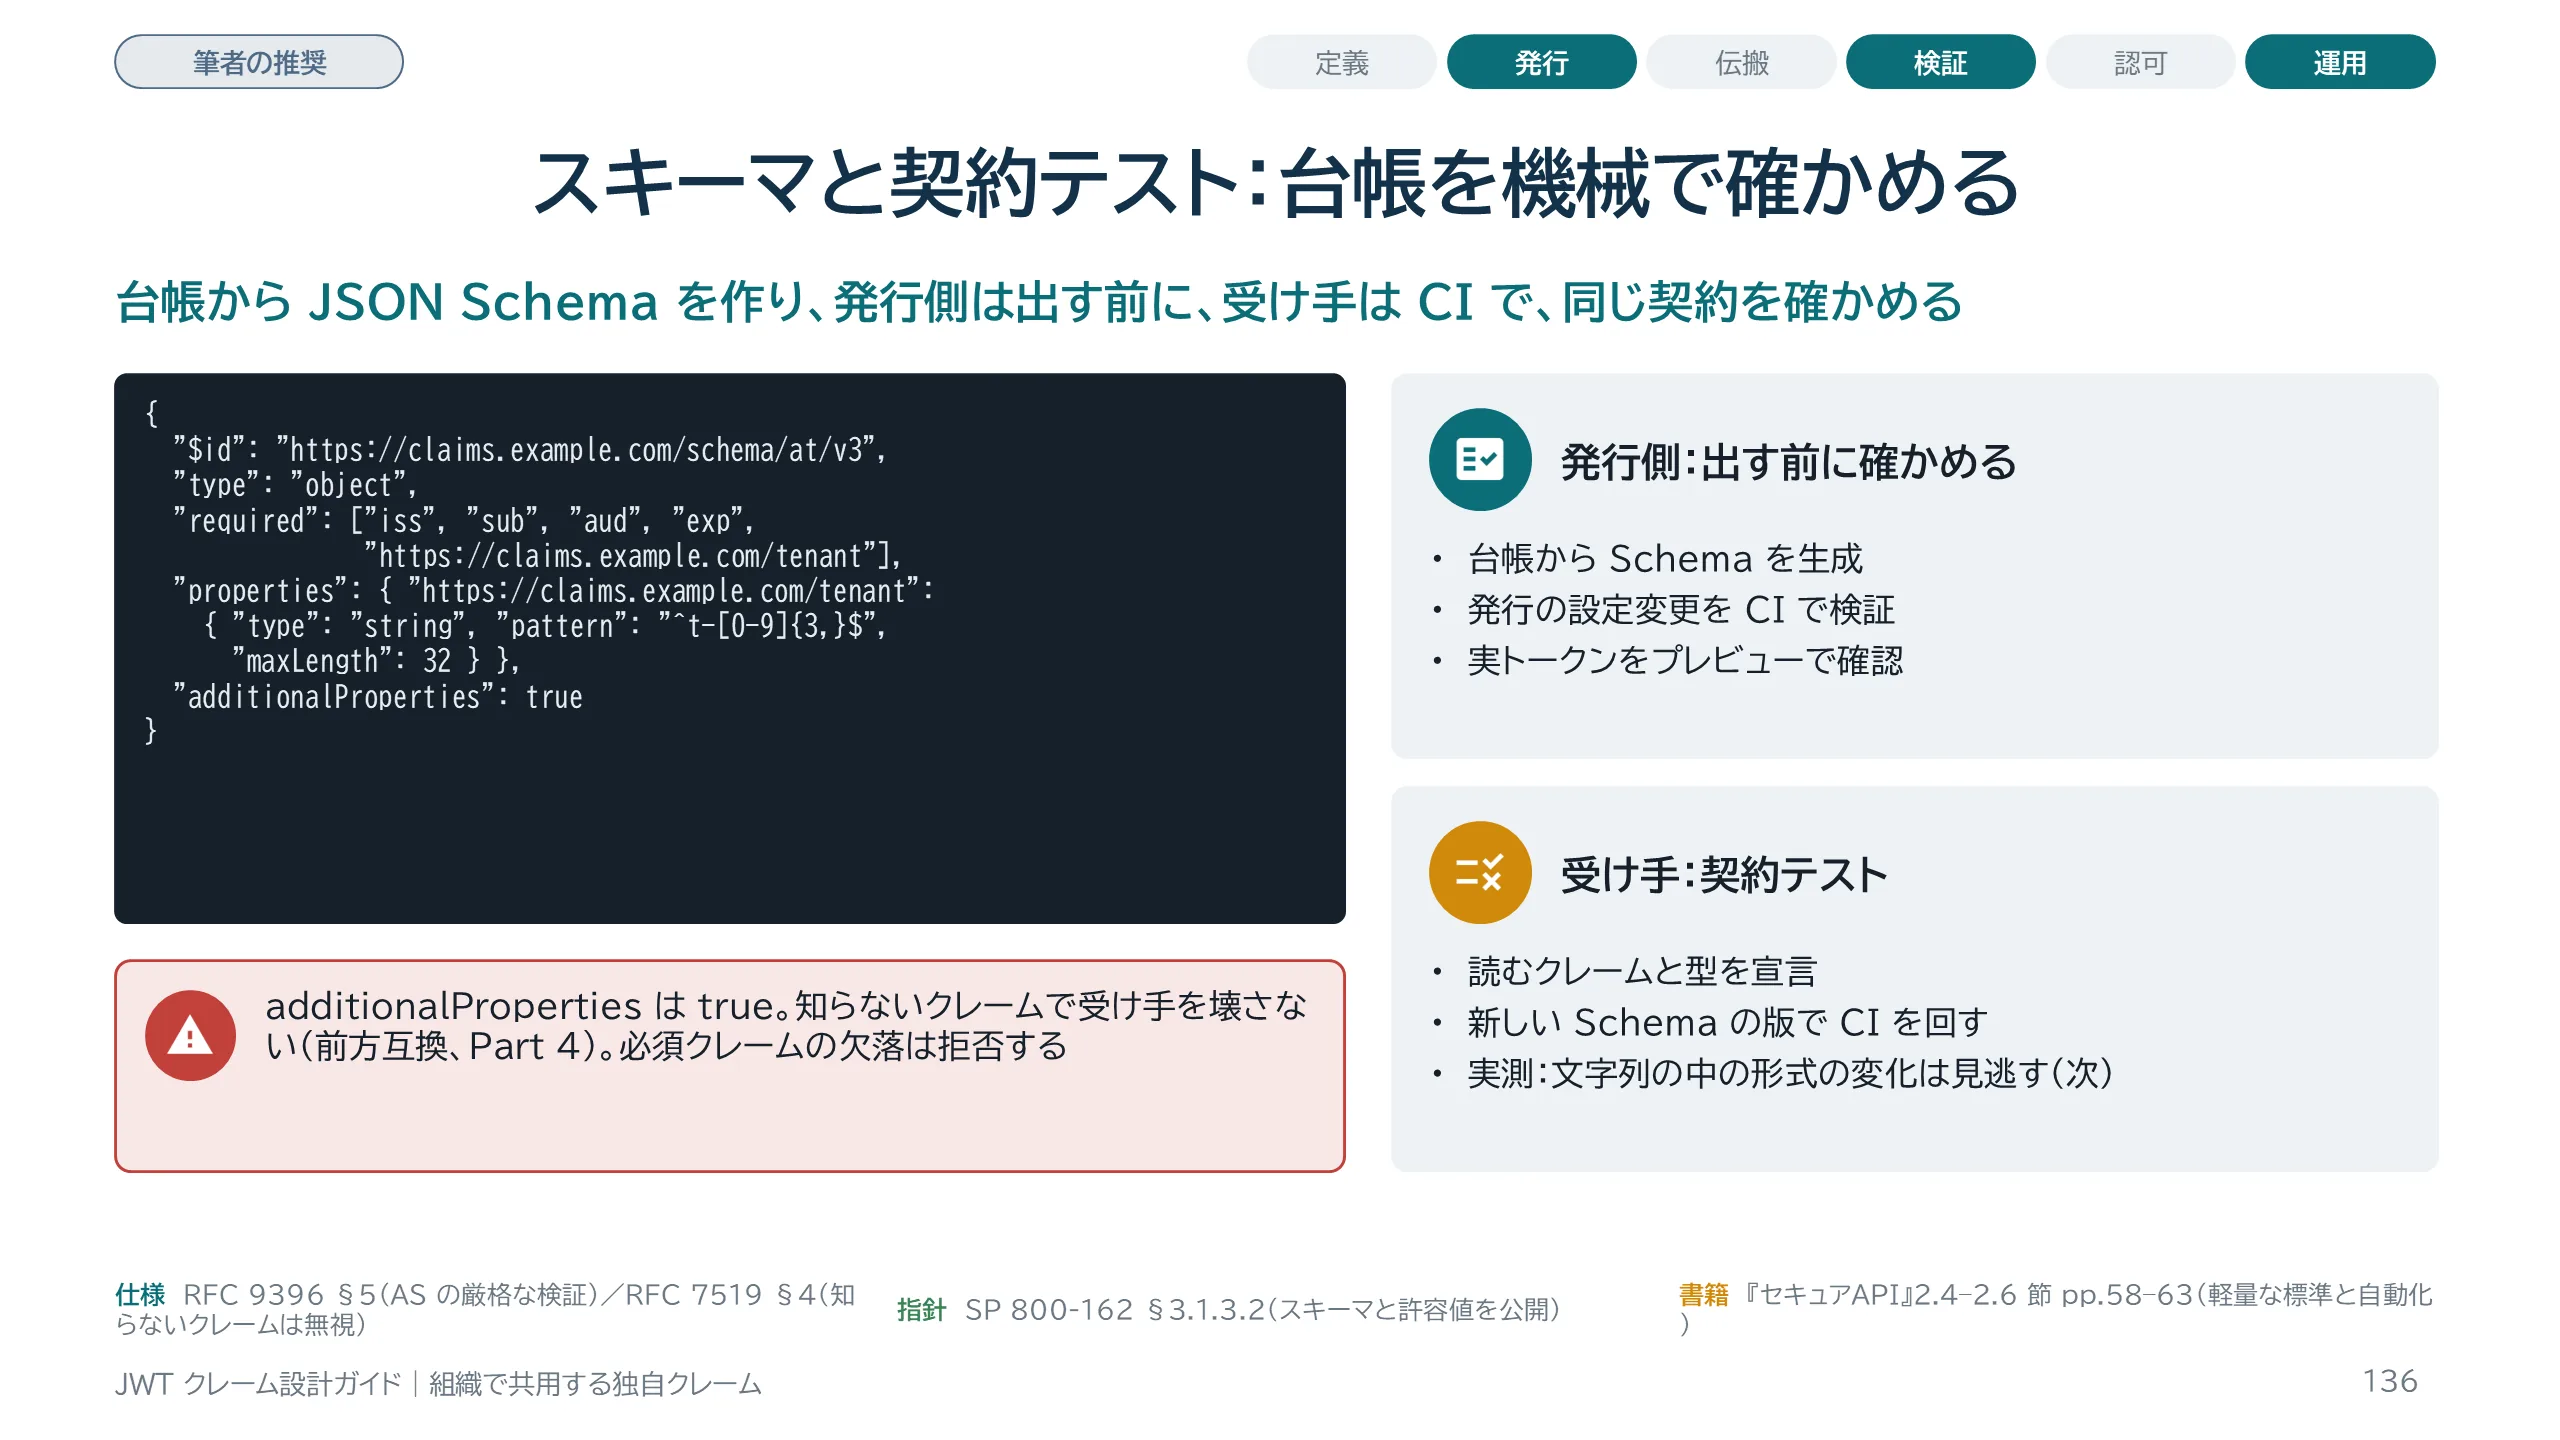 筆者の推奨
定義 発行 伝搬 検証 認可 運用
スキーマと契約テスト：台帳を機械で確かめる
台帳から JSON Schema を作り、発行側は出す前に、受け手は CI で、同じ契約を確かめる
{
  "$id": "https://claims.example.com/schema/at/v3",
  "type": "object",
  "required": ["iss", "sub", "aud", "exp",
               "https://claims.example.com/tenant"],
  "properties": { "https://claims.example.com/tenant":
    { "type": "string", "pattern": "^t-[0-9]{3,}$",
      "maxLength": 32 } },
  "additionalProperties": true
}
additionalProperties は true。知らないクレームで受け手を壊さな
い（前方互換、Part 4）。必須クレームの欠落は拒否する
発行側：出す前に確かめる
• 台帳から Schema を生成
• 発行の設定変更を CI で検証
• 実トークンをプレビューで確認
受け手：契約テスト
• 読むクレームと型を宣言
• 新しい Schema の版で CI を回す
• 実測：文字列の中の形式の変化は見逃す（次）
仕様 RFC 9396 §5（AS の厳格な検証）／RFC 7519 §4（知
らないクレームは無視）
指針 SP 800-162 §3.1.3.2（スキーマと許容値を公開）
書籍 『セキュアAPI』2.4–2.6 節 pp.58–63（軽量な標準と自動化
）
JWT クレーム設計ガイド｜組織で共用する独自クレーム
136